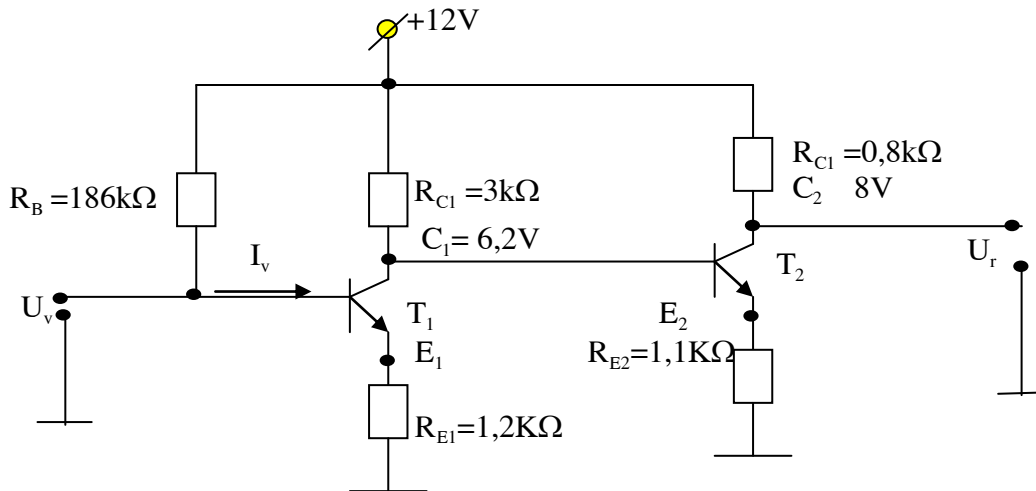 +12V
R_B =186kΩ
R_C1 =3kΩ
R_C1 =0,8kΩ
C_2 8V
C_1= 6,2V
I_v
U_v
T_1
E_1
T_2
E_2
U_r
R_E2=1,1KΩ
R_E1=1,2KΩ